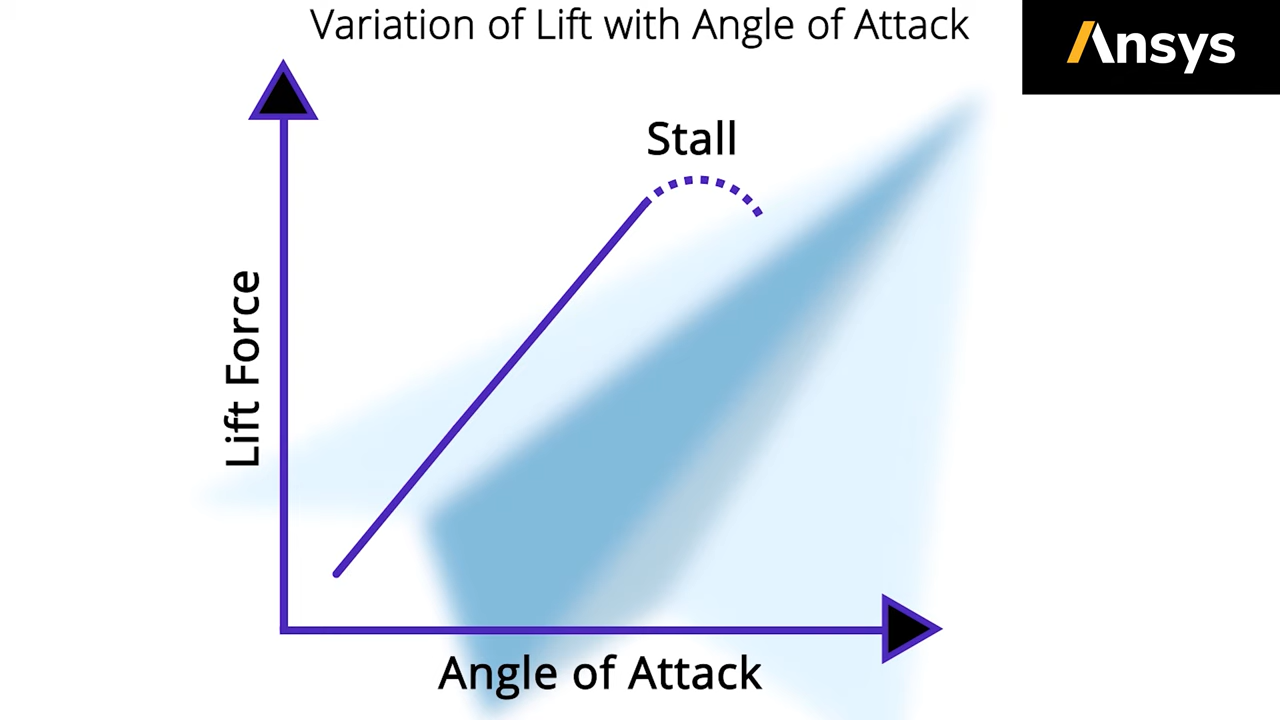 Variation of Lift with Angle of Attack
Ansys
Stall
Lift Force
Angle of Attack